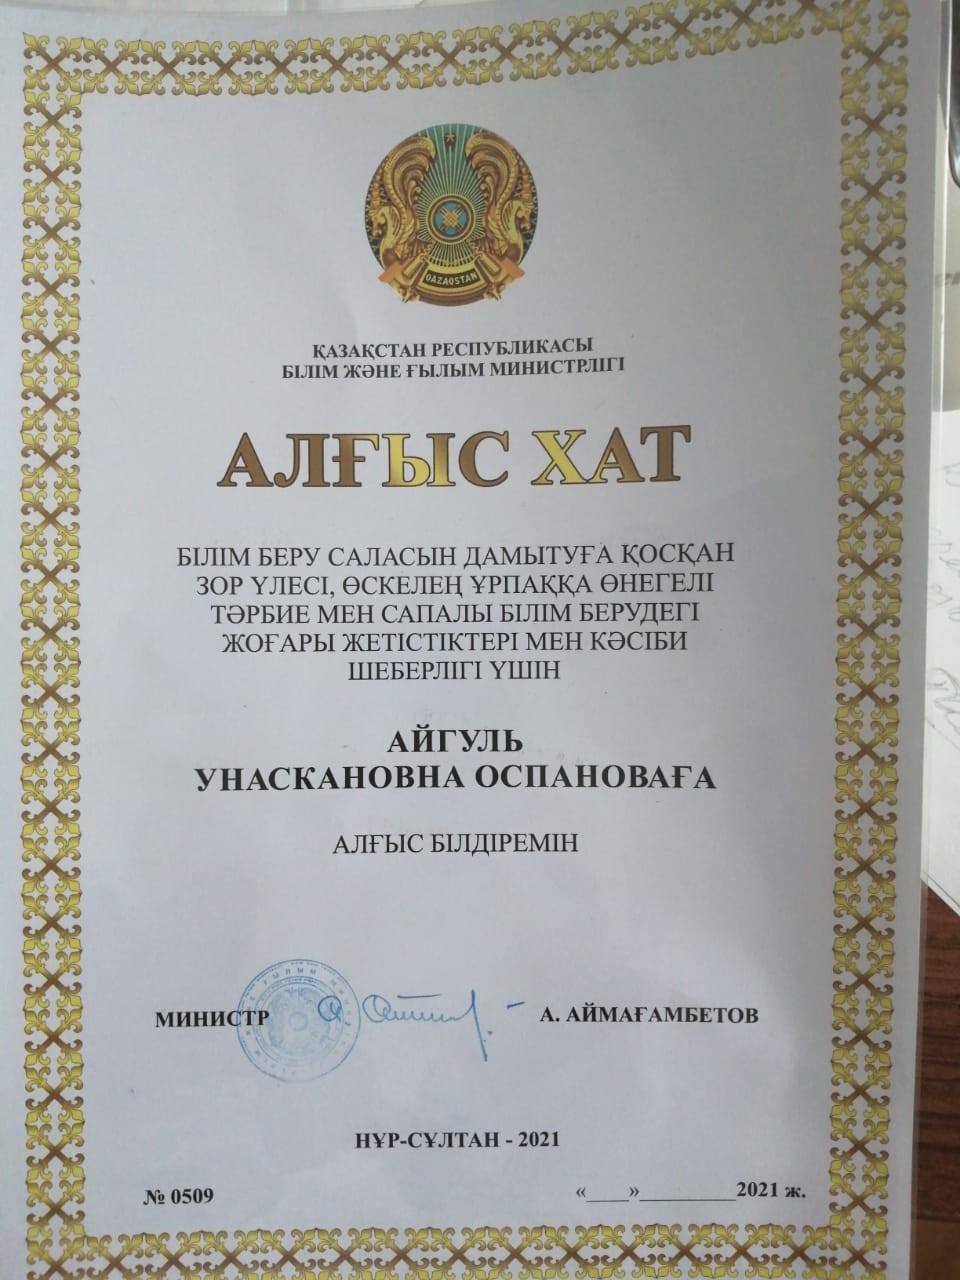 QAZAQSTAN
ҚАЗАҚСТАН РЕСПУБЛИКАСЫ
БІЛІМ ЖӘНЕ ҒЫЛЫМ МИНИСТРЛІГІ
АЛҒЫС ХАТ
БІЛІМ БЕРУ САЛАСЫН ДАМЫТУҒА ҚОСҚАН
ЗОР ҮЛЕСІ, ӨСКЕЛЕҢ ҰРПАҚҚА ӨНЕГЕЛІ
ТӘРБИЕ МЕН САПАЛЫ БІЛІМ БЕРУДЕГІ
ЖОҒАРЫ ЖЕТІСТІКТЕРІ МЕН КӘСІБИ
ШЕБЕРЛІГІ ҮШІН
АЙГУЛЬ
УНАСКАНОВНА ОСПАНОВАҒА
АЛҒЫС БІЛДІРЕМІН
МИНИСТР А. АЙМАҒАМБЕТОВ
НҰР-СҰЛТАН - 2021
№ 0509 «____»_________2021 ж.